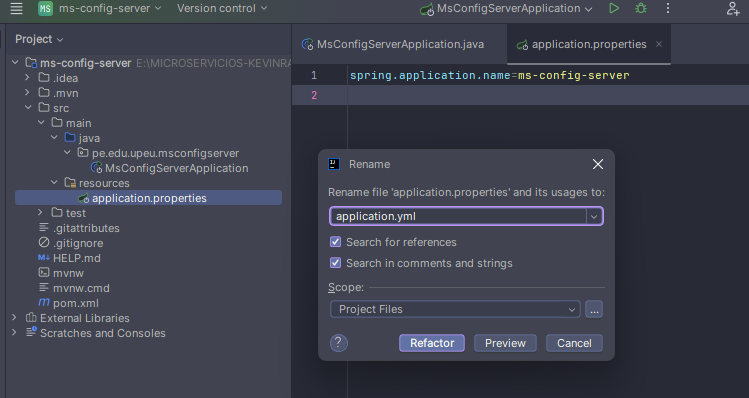 MS ms-config-server Version control MsConfigServerApplication
Project
MsConfigServerApplication.java application.properties
ms-config-server E:\MICROSERVICIOS-KEVINRA
.idea
.mvn
src
main
java
pe.edu.upeu.msconfigserver
MsConfigServerApplication
resources
application.properties
test
.gitattributes
.gitignore
M↓ HELP.md
mvnw
mvnw.cmd
m pom.xml
External Libraries
Scratches and Consoles
1 spring.application.name=ms-config-server
2
Rename
Rename file 'application.properties' and its usages to:
application.yml
Search for references
Search in comments and strings
Scope:
Project Files
...
? Refactor Preview Cancel